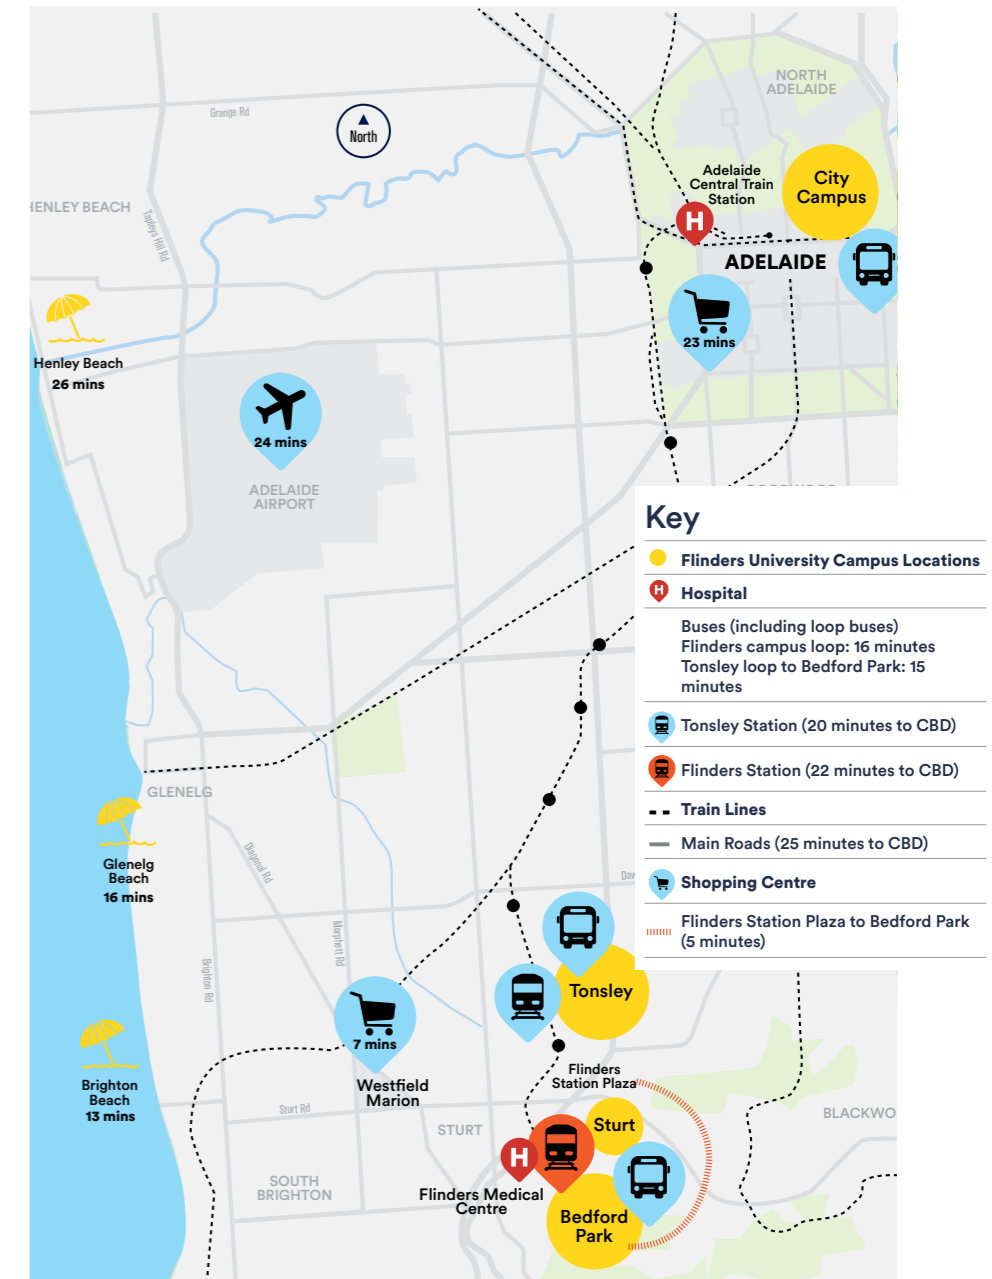 NORTH
ADELAIDE
Grange Rd
North
Adelaide
Central Train
Station
City
Campus
H
HENLEY BEACH
Tapleys Hill Rd
ADELAIDE
23 mins
Henley Beach
26 mins
24 mins
ADELAIDE
AIRPORT
Key
Flinders University Campus Locations
H
Hospital
Buses (including loop buses)
Flinders campus loop: 16 minutes
Tonsley loop to Bedford Park: 15
minutes
Tonsley Station (20 minutes to CBD)
Flinders Station (22 minutes to CBD)
Train Lines
Main Roads (25 minutes to CBD)
Shopping Centre
Flinders Station Plaza to Bedford Park
(5 minutes)
GLENELG
Glenelg
Beach
16 mins
Diagonal Rd
Morphett Rd
Brighton Rd
Tonsley
7 mins
Westfield
Marion
Brighton
Beach
13 mins
Flinders
Station Plaza
Sturt Rd
STURT
Sturt
BLACKWO
H
SOUTH
BRIGHTON
Flinders Medical
Centre
Bedford
Park